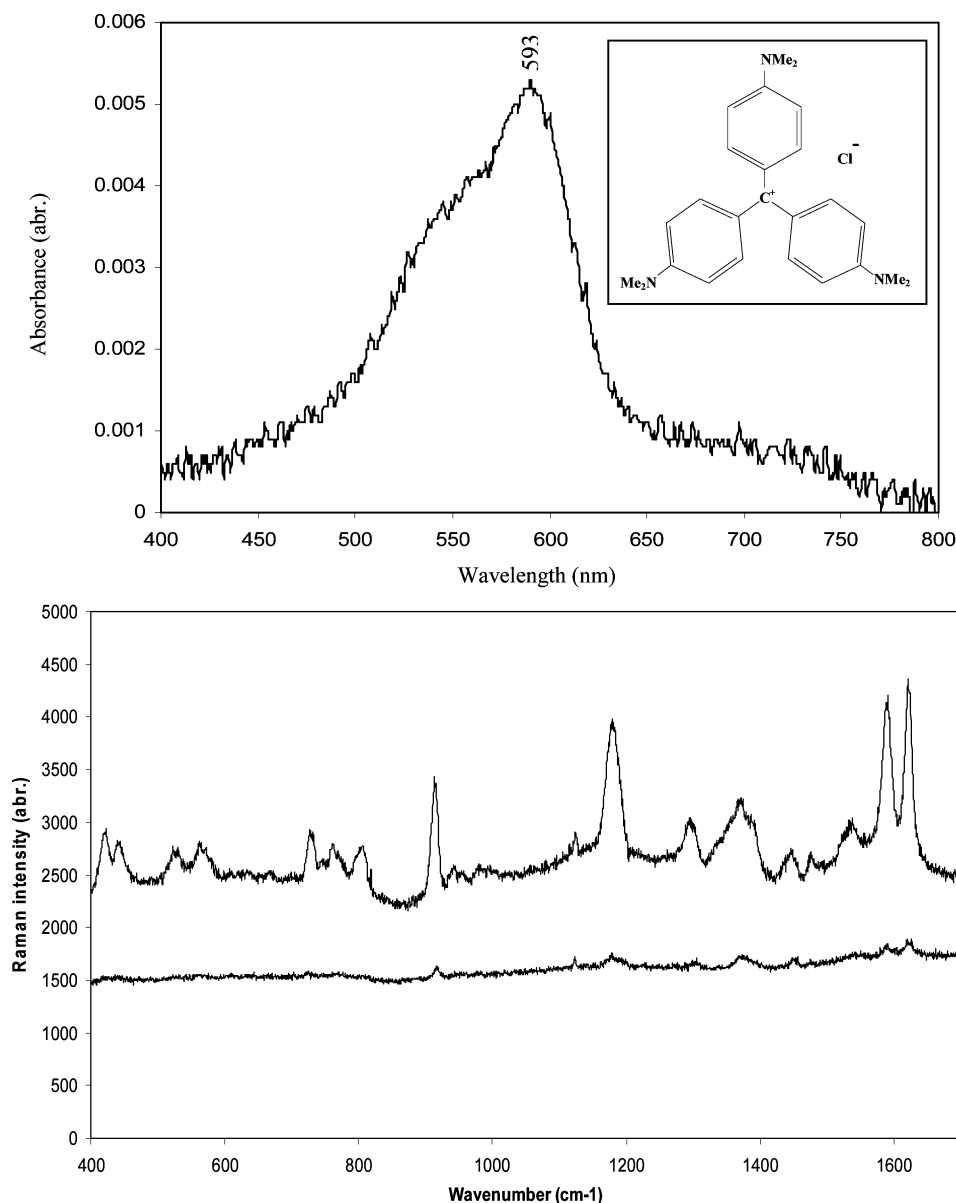 0.006
0.005
0.004
0.003
0.002
0.001
0
Absorbance (abr.)
593
NMe2
C+
Cl-
Me2N
NMe2
400 450 500 550 600 650 700 750 800
Wavelength (nm)
5000
4500
4000
3500
3000
2500
2000
1500
1000
500
0
Raman intensity (abr.)
400 600 800 1000 1200 1400 1600
Wavenumber (cm-1)